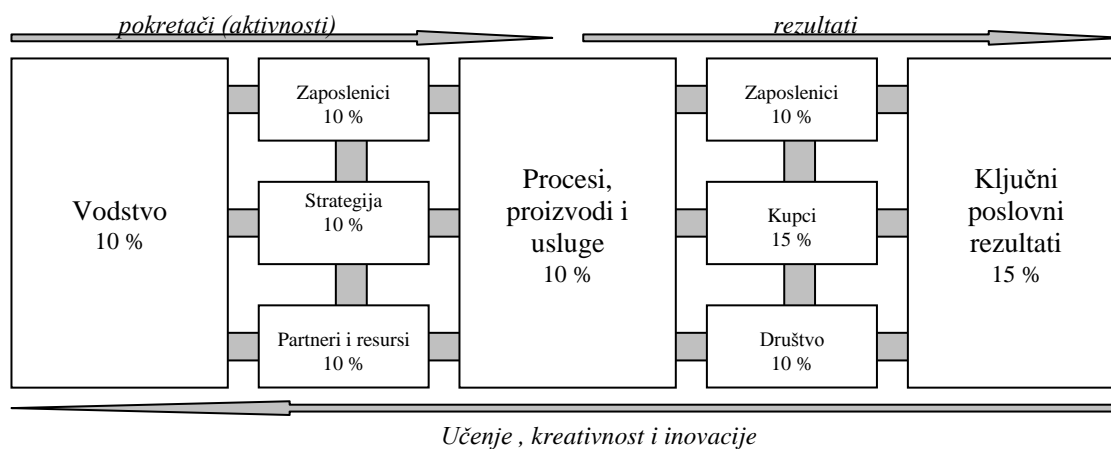 pokretači (aktivnosti)
rezultati
Vodstvo
10 %
Zaposlenici
10 %
Strategija
10 %
Partneri i resursi
10 %
Procesi,
proizvodi i
usluge
10 %
Zaposlenici
10 %
Kupci
15 %
Društvo
10 %
Ključni
poslovni
rezultati
15 %
Učenje , kreativnost i inovacije